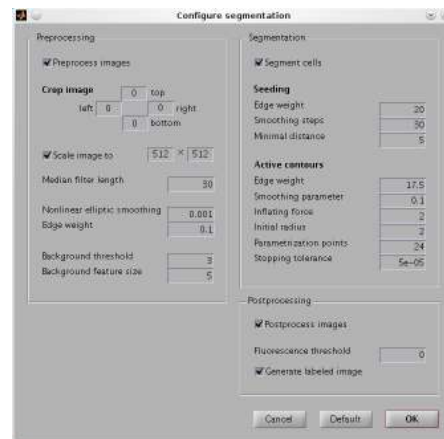 Configure segmentation
Preprocessing
Preprocess images
Crop image 0 top
left 0 0 right
0 bottom
Scale image to 512 × 512
Median filter length 30
Nonlinear elliptic smoothing 0.001
Edge weight 0.1
Background threshold 3
Background feature size 5
Segmentation
Segment cells
Seeding
Edge weight 20
Smoothing steps 50
Minimal distance 5
Active contours
Edge weight 17.5
Smoothing parameter 0.1
Inflating force 2
Initial radius 2
Parametrization points 24
Stopping tolerance 5e-05
Postprocessing
Postprocess images
Fluorescence threshold 0
Generate labeled image
Cancel Default OK